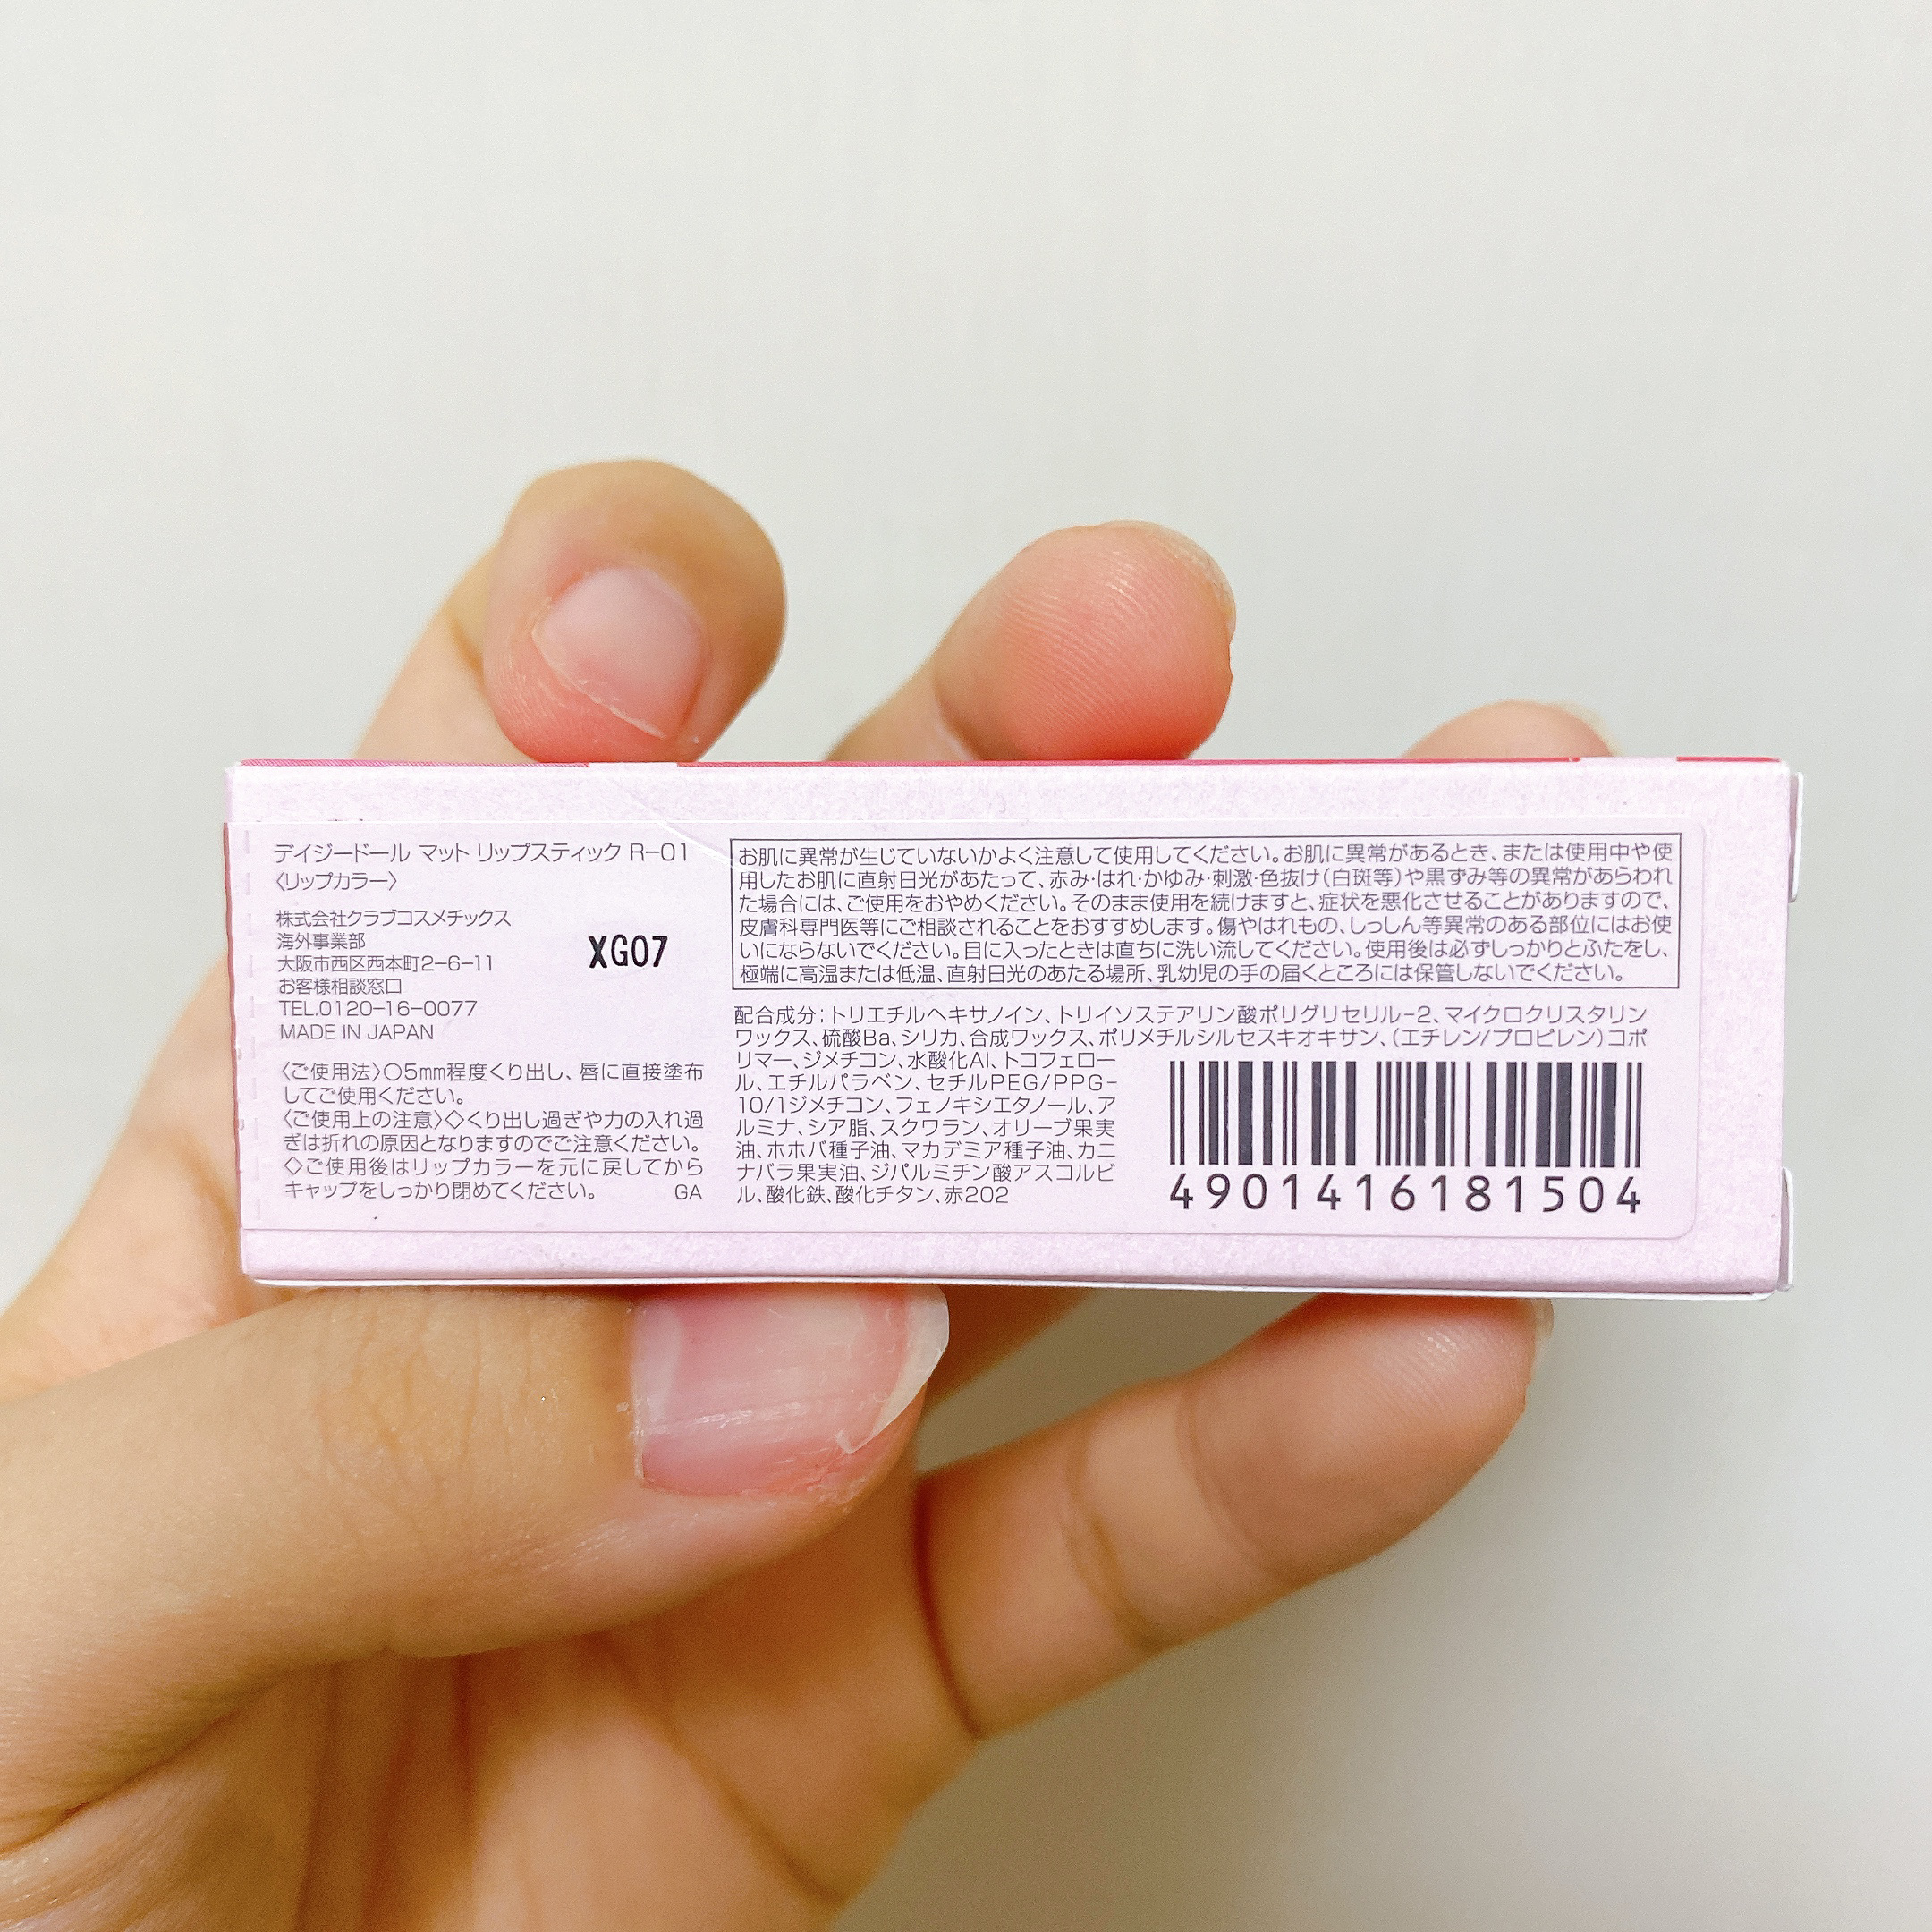 デイジードール マット リップスティック R-01
〈リップカラー〉
株式会社クラブコスメチックス
海外事業部
大阪市西区西本町2-6-11
お客様相談窓口
TEL.0120-16-0077
MADE IN JAPAN
XG07
〈ご使用法〉○5mm程度くり出し、唇に直接塗布
してご使用ください。
〈ご使用上の注意〉◇くり出し過ぎや力の入れ過
ぎは折れの原因となりますのでご注意ください。
◇ご使用後はリップカラーを元に戻してから
キャップをしっかり閉めてください。 GA
お肌に異常が生じていないかよく注意して使用してください。お肌に異常があるとき、または使用中や使
用したお肌に直射日光があたって、赤み・はれ・かゆみ・刺激・色抜け(白斑等)や黒ずみ等の異常があらわれ
た場合には、ご使用をおやめください。そのまま使用を続けますと、症状を悪化させることがありますので、
皮膚科専門医等にご相談されることをおすすめします。傷やはれもの、しっしん等異常のある部位にはお使
いにならないでください。目に入ったときは直ちに洗い流してください。使用後は必ずしっかりとふたをし、
極端に高温または低温、直射日光のあたる場所、乳幼児の手の届くところには保管しないでください。
配合成分:トリエチルヘキサノイン、トリイソステアリン酸ポリグリセリル-2、マイクロクリスタリン
ワックス、硫酸Ba、シリカ、合成ワックス、ポリメチルシルセスキオキサン、(エチレン/プロピレン)コポ
リマー、ジメチコン、水酸化Al、トコフェロー
ル、エチルパラベン、セチルPEG/PPG-
10/1ジメチコン、フェノキシエタノール、ア
ルミナ、シア脂、スクワラン、オリーブ果実
油、ホホバ種子油、マカデミア種子油、カニ
ナバラ果実油、ジパルミチン酸アスコルビ
ル、酸化鉄、酸化チタン、赤202
4901416181504